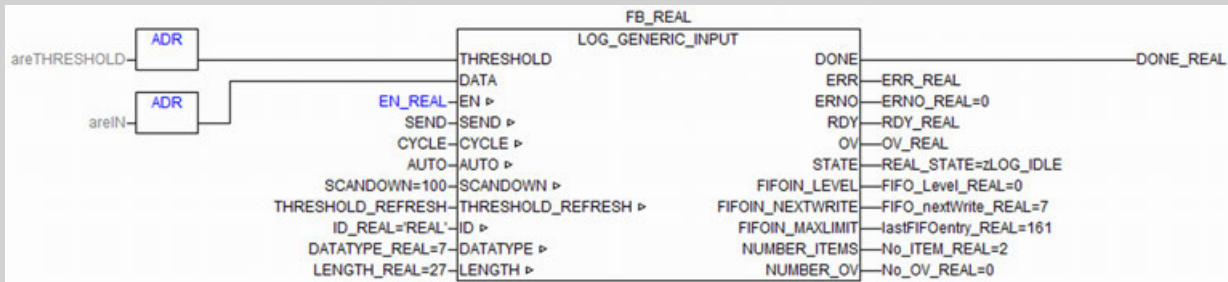 FB_REAL
ADR LOG_GENERIC_INPUT
areTHRESHOLD THRESHOLD DONE DONE_REAL
DATA ERR ERR_REAL
ADR EN_REAL EN ERNO ERNO_REAL=0
areIN SEND SEND RDY RDY_REAL
CYCLE CYCLE OV OV_REAL
AUTO AUTO STATE REAL_STATE=zLOG_IDLE
SCANDOWN=100 SCANDOWN FIFOIN_LEVEL FIFO_Level_REAL=0
THRESHOLD_REFRESH THRESHOLD_REFRESH FIFOIN_NEXTWRITE FIFO_nextWrite_REAL=7
ID_REAL='REAL' ID FIFOIN_MAXLIMIT lastFIFOentry_REAL=161
DATATYPE_REAL=7 DATATYPE NUMBER_ITEMS No_ITEM_REAL=2
LENGTH_REAL=27 LENGTH NUMBER_OV No_OV_REAL=0